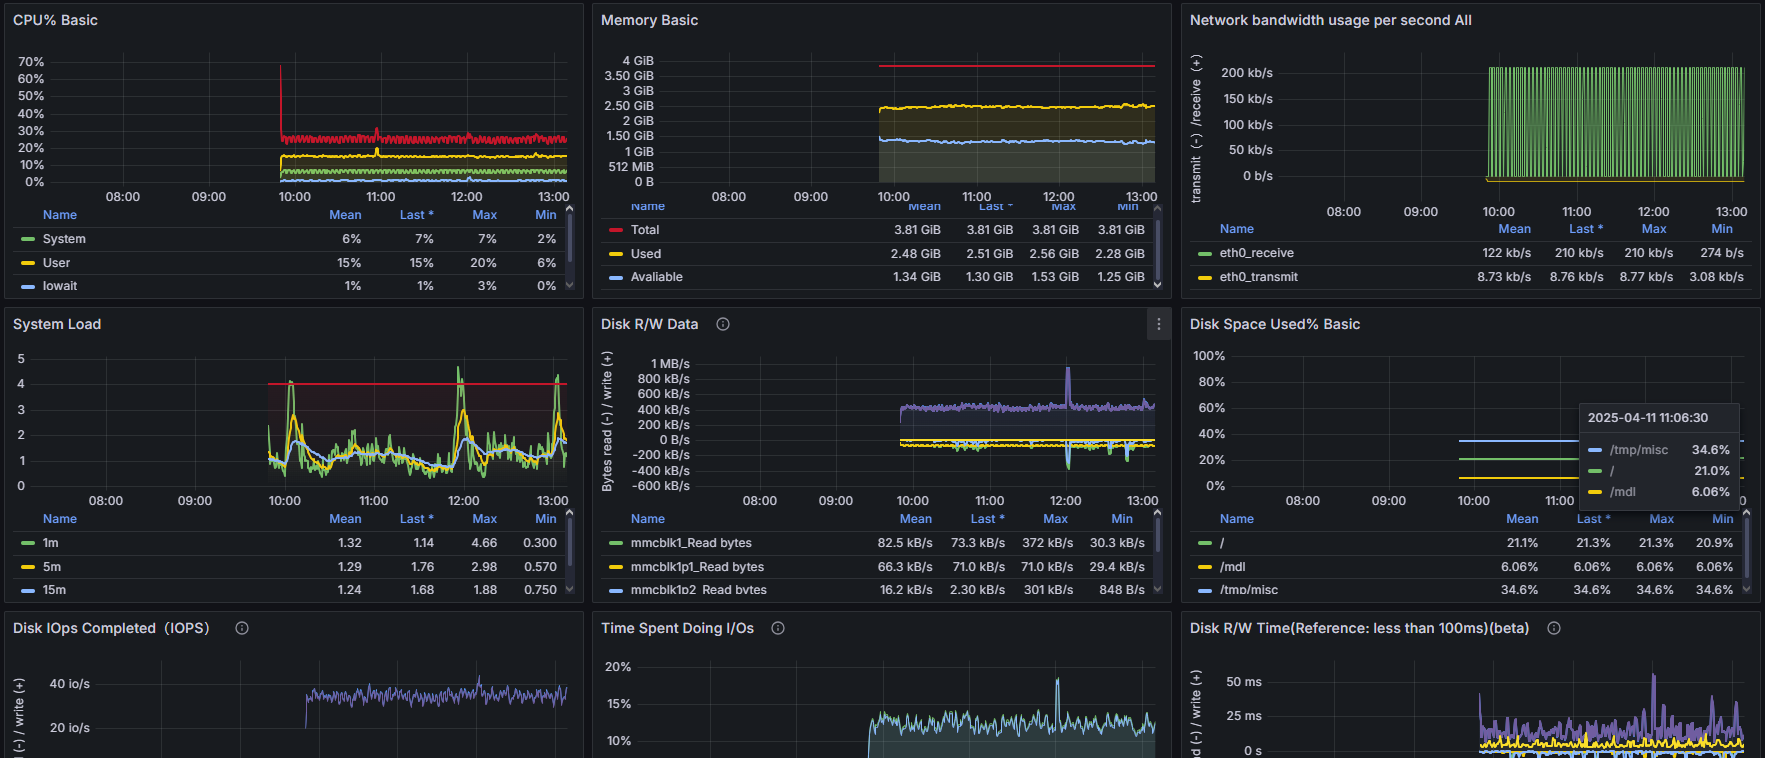 CPU% Basic
70%
60%
50%
40%
30%
20%
10%
0%
08:00 09:00 10:00 11:00 12:00 13:00
Name Mean Last * Max Min
System 6% 7% 7% 2%
User 15% 15% 20% 6%
Iowait 1% 1% 3% 0%
Memory Basic
4 GiB
3.50 GiB
3 GiB
2.50 GiB
2 GiB
1.50 GiB
1 GiB
512 MiB
0 B
08:00 09:00 10:00 11:00 12:00 13:00
Name Mean Last * Max Min
Total 3.81 GiB 3.81 GiB 3.81 GiB 3.81 GiB
Used 2.48 GiB 2.51 GiB 2.56 GiB 2.28 GiB
Avaliable 1.34 GiB 1.30 GiB 1.53 GiB 1.25 GiB
Network bandwidth usage per second All
transmit (-) /receive (+)
200 kb/s
150 kb/s
100 kb/s
50 kb/s
0 b/s
08:00 09:00 10:00 11:00 12:00 13:00
Name Mean Last * Max Min
eth0_receive 122 kb/s 210 kb/s 210 kb/s 274 b/s
eth0_transmit 8.73 kb/s 8.76 kb/s 8.77 kb/s 3.08 kb/s
System Load
5
4
3
2
1
0
08:00 09:00 10:00 11:00 12:00 13:00
Name Mean Last * Max Min
1m 1.32 1.14 4.66 0.300
5m 1.29 1.76 2.98 0.570
15m 1.24 1.68 1.88 0.750
Disk R/W Data
Bytes read (-) / write (+)
1 MB/s
800 kB/s
600 kB/s
400 kB/s
200 kB/s
0 B/s
-200 kB/s
-400 kB/s
-600 kB/s
08:00 09:00 10:00 11:00 12:00 13:00
Name Mean Last * Max Min
mmcblk1_Read bytes 82.5 kB/s 73.3 kB/s 372 kB/s 30.3 kB/s
mmcblk1p1_Read bytes 66.3 kB/s 71.0 kB/s 71.0 kB/s 29.4 kB/s
mmcblk1p2_Read bytes 16.2 kB/s 2.30 kB/s 301 kB/s 848 B/s
Disk Space Used% Basic
100%
80%
60%
40%
20%
0%
08:00 09:00 10:00 11:00
2025-04-11 11:06:30
/tmp/misc 34.6%
/ 21.0%
/mdl 6.06%
Name Mean Last * Max Min
/ 21.1% 21.3% 21.3% 20.9%
/mdl 6.06% 6.06% 6.06% 6.06%
/tmp/misc 34.6% 34.6% 34.6% 34.6%
Disk IOps Completed（IOPS）
(-) / write (+)
40 io/s
20 io/s
Time Spent Doing I/Os
20%
15%
10%
Disk R/W Time(Reference: less than 100ms)(beta)
(-) / write (+)
50 ms
25 ms
0 s